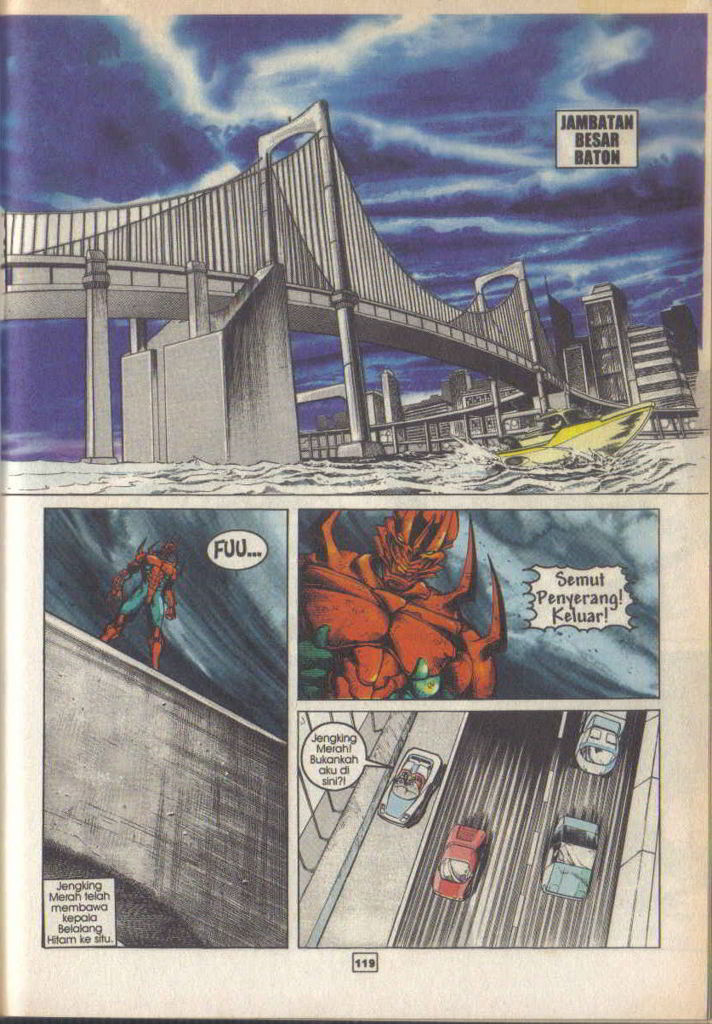 JAMBATAN
BESAR
BATON
FUU...
Jengking
Merah telah
membawa
kepala
Belalang
Hitam ke situ.
Semut
Penyerang!
Keluar!
Jengking
Merah!
Bukankah
aku di
sini?!
119